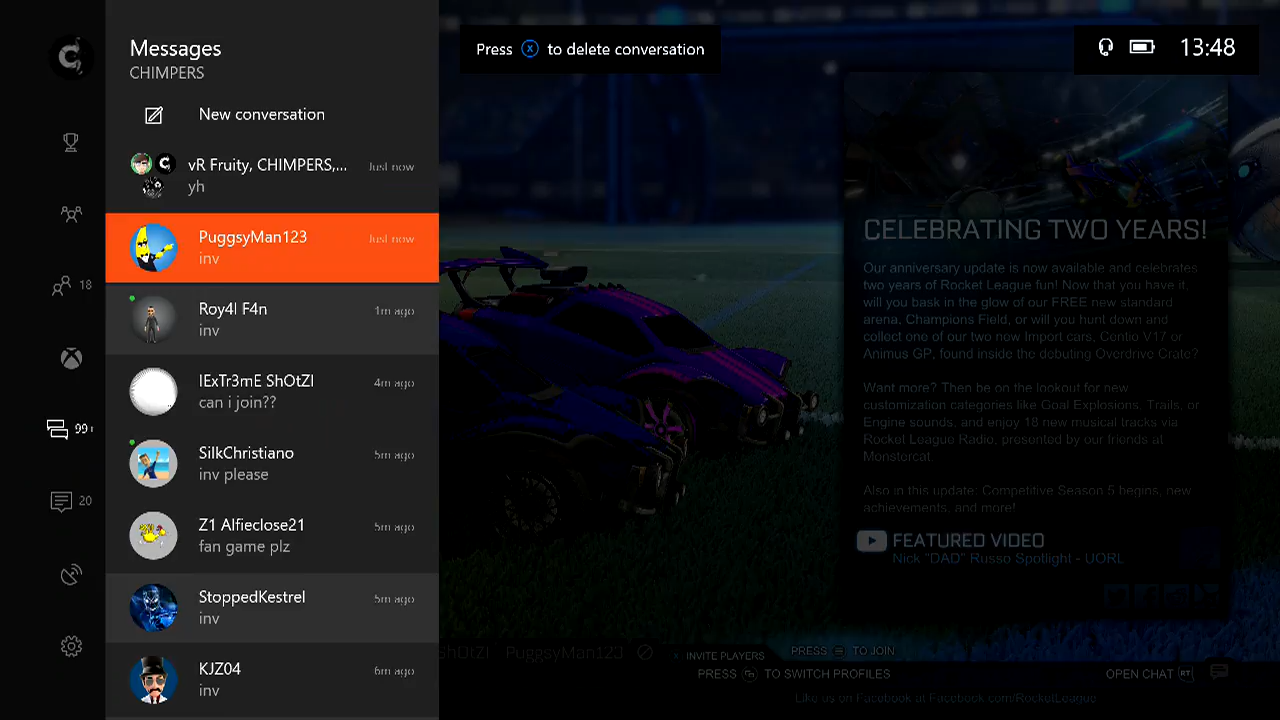 Messages
CHIMPERS
New conversation
vR Fruity, CHIMPERS,...
Just now
yh
PuggsyMan123
Just now
inv
Roy4l F4n
1m ago
inv
lExTr3mE ShOtZl
4m ago
can i join??
SilkChristiano
5m ago
inv please
Z1 Alfieclose21
5m ago
fan game plz
StoppedKestrel
5m ago
inv
KJZ04
6m ago
inv
18
99+
20
Press X to delete conversation
13:48
CELEBRATING TWO YEARS!
Our anniversary update is now available and celebrates
two years of Rocket League fun! Now that you have it,
will you bask in the glow of our FREE new standard
arena, Champions Field, or will you hunt down and
collect one of our two new Import cars, Centio V17 or
Animus GP, found inside the debuting Overdrive Crate?
Want more? Then be on the lookout for new
customization categories like Goal Explosions, Trails, or
Engine sounds, and enjoy 18 new musical tracks via
Rocket League Radio, presented by our friends at
Monstercat.
Also in this update: Competitive Season 5 begins, new
achievements, and more!
FEATURED VIDEO
Nick "DAD" Russo Spotlight - UORL
ShOtZl PuggsyMan123
INVITE PLAYERS
PRESS TO JOIN
PRESS TO SWITCH PROFILES
OPEN CHAT RT
Like us on Facebook at Facebook.com/RocketLeague